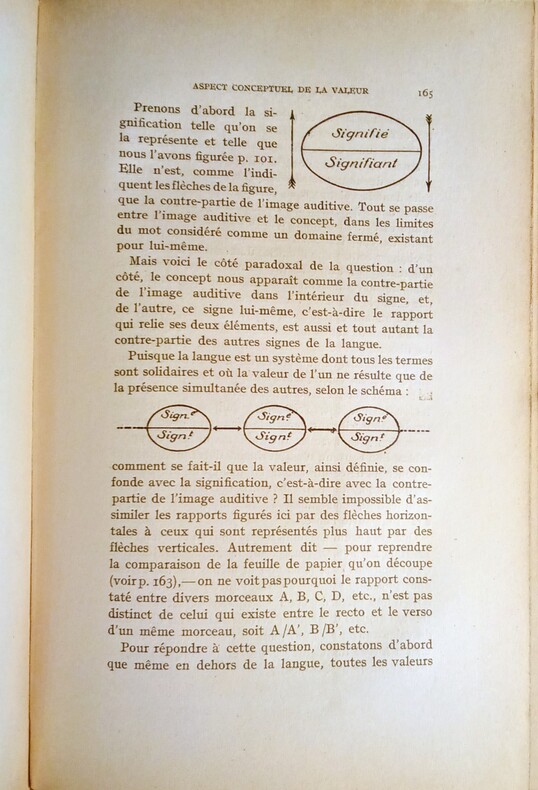 ASPECT CONCEPTUEL DE LA VALEUR 165
Prenons d'abord la si-
gnification telle qu'on se
la représente et telle que
nous l'avons figurée p. 101.
Elle n'est, comme l'indi-
quent les flèches de la figure,
Signifié
Signifiant
que la contre-partie de l'image auditive. Tout se passe
entre l'image auditive et le concept, dans les limites
du mot considéré comme un domaine fermé, existant
pour lui-même.
Mais voici le côté paradoxal de la question : d'un
côté, le concept nous apparaît comme la contre-partie
de l'image auditive dans l'intérieur du signe, et,
de l'autre, ce signe lui-même, c'est-à-dire le rapport
qui relie ses deux éléments, est aussi et tout autant la
contre-partie des autres signes de la langue.
Puisque la langue est un système dont tous les termes
sont solidaires et où la valeur de l'un ne résulte que de
la présence simultanée des autres, selon le schéma :
Sign.é Sign.é Sign.é
Sign.t Sign.t Sign.t
comment se fait-il que la valeur, ainsi définie, se con-
fonde avec la signification, c'est-à-dire avec la contre-
partie de l'image auditive ? Il semble impossible d'as-
similer les rapports figurés ici par des flèches horizon-
tales à ceux qui sont représentés plus haut par des
flèches verticales. Autrement dit — pour reprendre
la comparaison de la feuille de papier qu'on découpe
(voir p. 163), — on ne voit pas pourquoi le rapport cons-
taté entre divers morceaux A, B, C, D, etc., n'est pas
distinct de celui qui existe entre le recto et le verso
d'un même morceau, soit A/A', B/B', etc.
Pour répondre à cette question, constatons d'abord
que même en dehors de la langue, toutes les valeurs